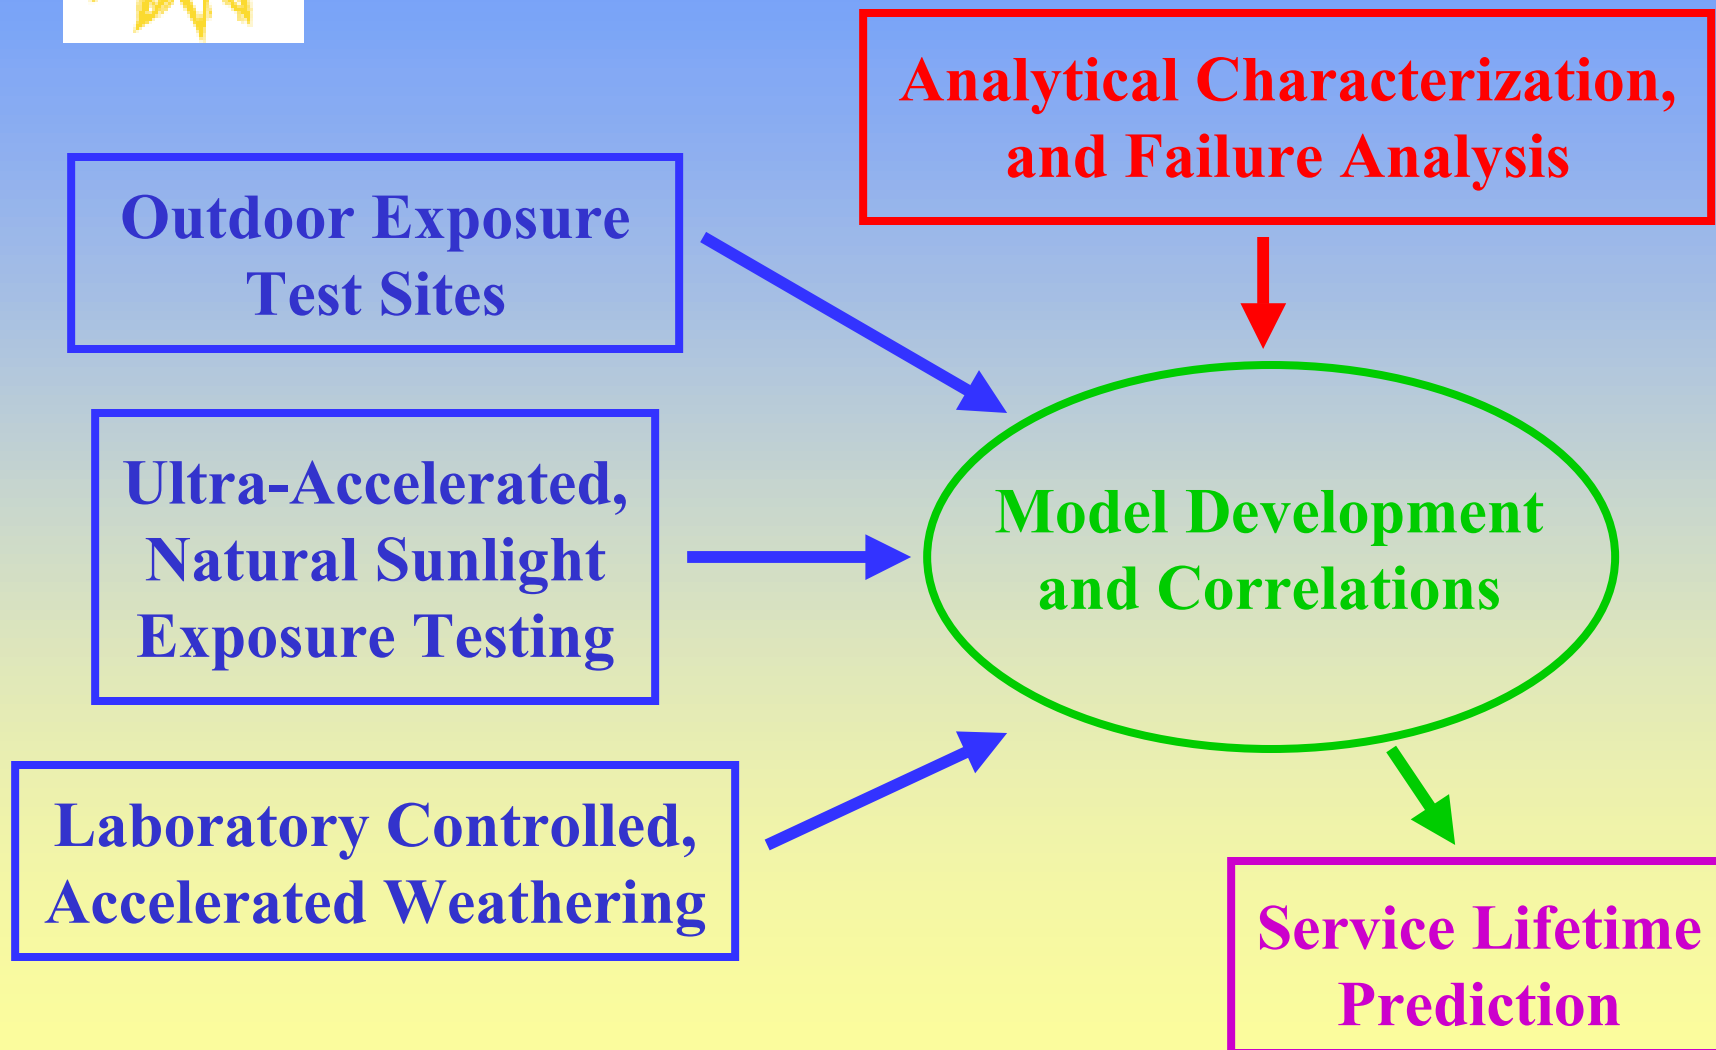 Analytical Characterization,
and Failure Analysis
Outdoor Exposure
Test Sites
Ultra-Accelerated,
Natural Sunlight
Exposure Testing
Model Development
and Correlations
Laboratory Controlled,
Accelerated Weathering
Service Lifetime
Prediction